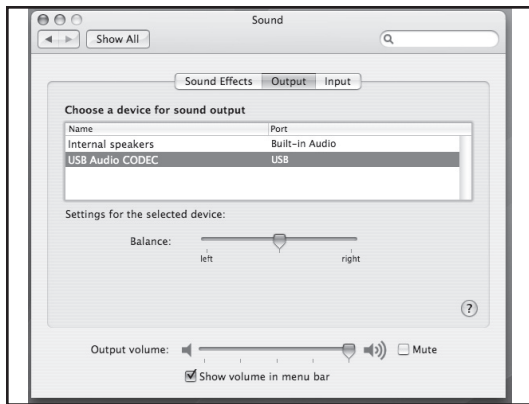 Sound
Show All
Sound Effects Output Input
Choose a device for sound output
Name Port
Internal speakers Built-in Audio
USB Audio CODEC USB
Settings for the selected device:
Balance:
left right
?
Output volume: Mute
Show volume in menu bar